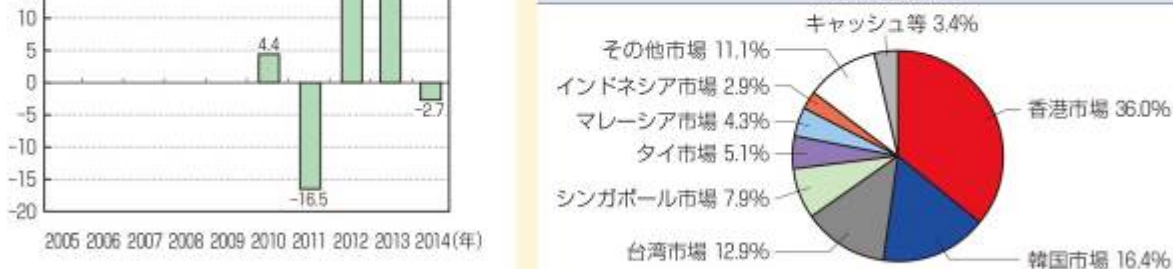 10
5
0
-5
-10
-15
-20
4.4
-16.5
-2.7
2005 2006 2007 2008 2009 2010 2011 2012 2013 2014(年)
キャッシュ等 3.4%
その他市場 11.1%
インドネシア市場 2.9%
マレーシア市場 4.3%
タイ市場 5.1%
シンガポール市場 7.9%
台湾市場 12.9%
香港市場 36.0%
韓国市場 16.4%